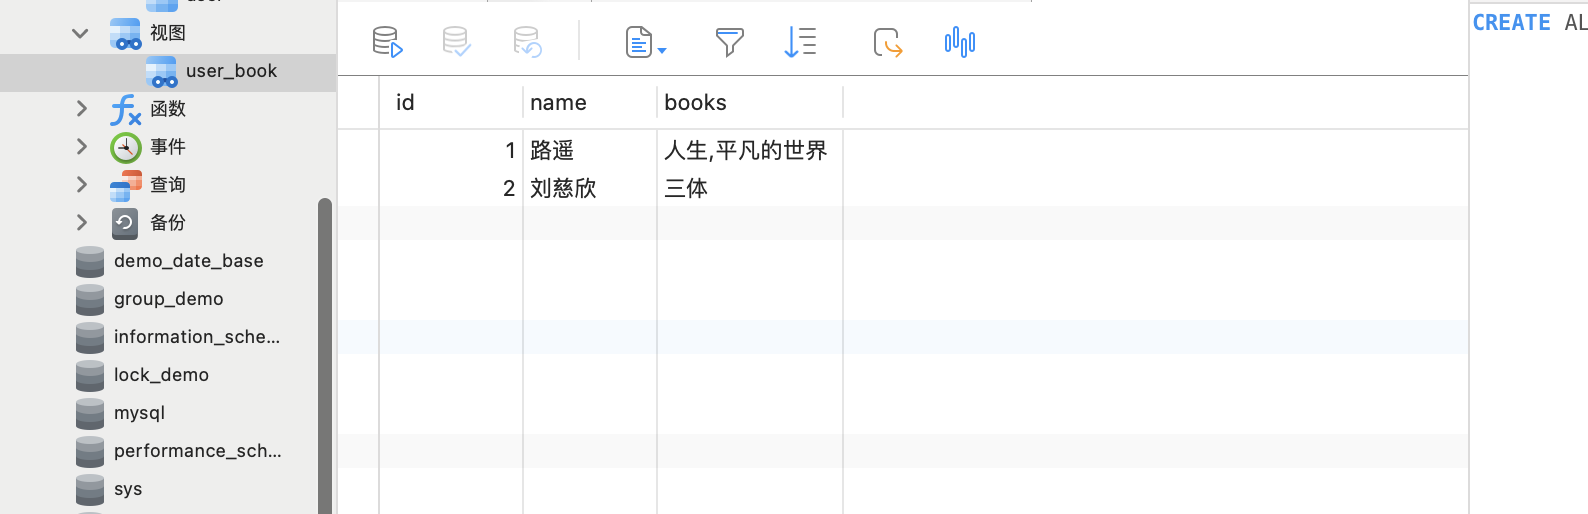 视图
user_book
函数
事件
查询
备份
demo_date_base
group_demo
information_sche...
lock_demo
mysql
performance_sch...
sys
id name books
1 路遥 人生,平凡的世界
2 刘慈欣 三体
CREATE AL